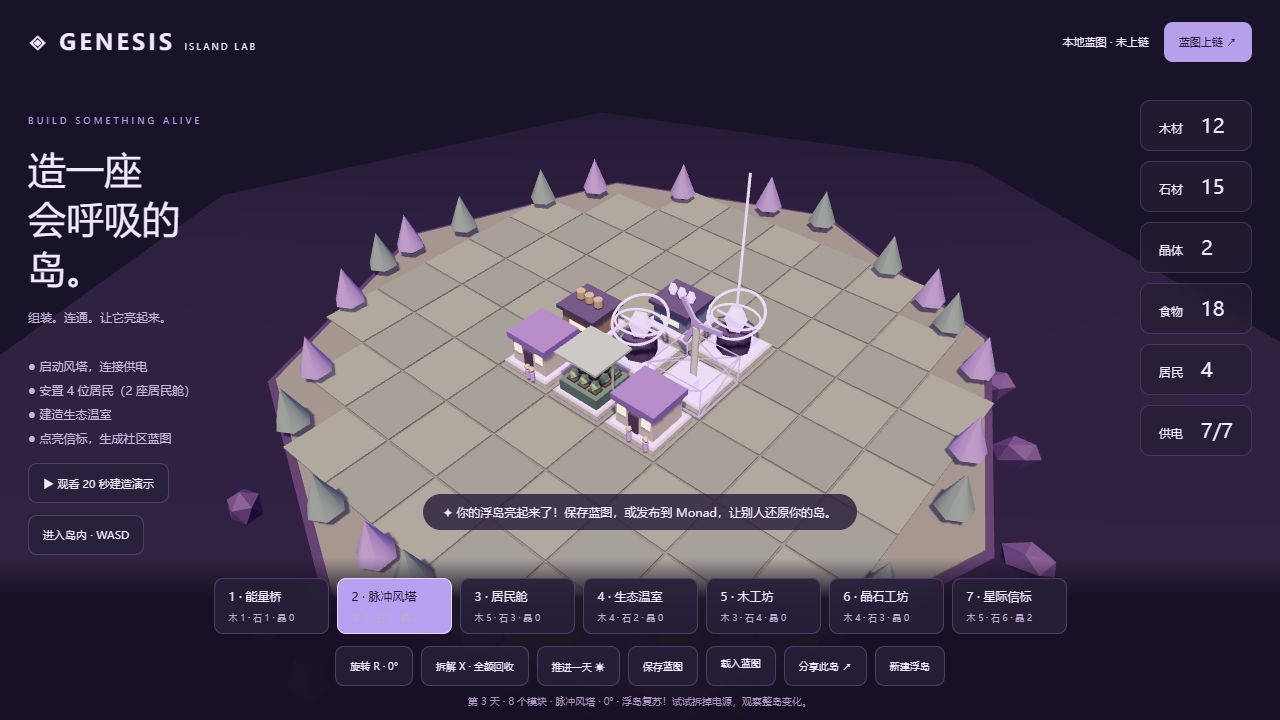 GENESIS ISLAND LAB
本地蓝图 · 未上链
蓝图上链 ↗
BUILD SOMETHING ALIVE
造一座
会呼吸的
岛。
组装。连通。让它亮起来。
● 启动风塔，连接供电
● 安置 4 位居民（2 座居民舱）
● 建造生态温室
● 点亮信标，生成社区蓝图
▶ 观看 20 秒建造演示
进入岛内 · WASD
木材 12
石材 15
晶体 2
食物 18
居民 4
供电 7/7
✦ 你的浮岛亮起来了！保存蓝图，或发布到 Monad，让别人还原你的岛。
1 · 能量桥
木 1 · 石 1 · 晶 0
2 · 脉冲风塔
3 · 居民舱
木 5 · 石 3 · 晶 0
4 · 生态温室
木 4 · 石 2 · 晶 0
5 · 木工坊
木 3 · 石 4 · 晶 0
6 · 晶石工坊
木 4 · 石 3 · 晶 0
7 · 星际信标
木 5 · 石 6 · 晶 2
旋转 R · 0°
拆解 X · 全额回收
推进一天 ☀
保存蓝图
载入蓝图
分享此岛 ↗
新建浮岛
第 3 天 · 8 个模块 · 脉冲风塔 · 0° · 浮岛复苏！试试拆掉电源，观察整岛变化。